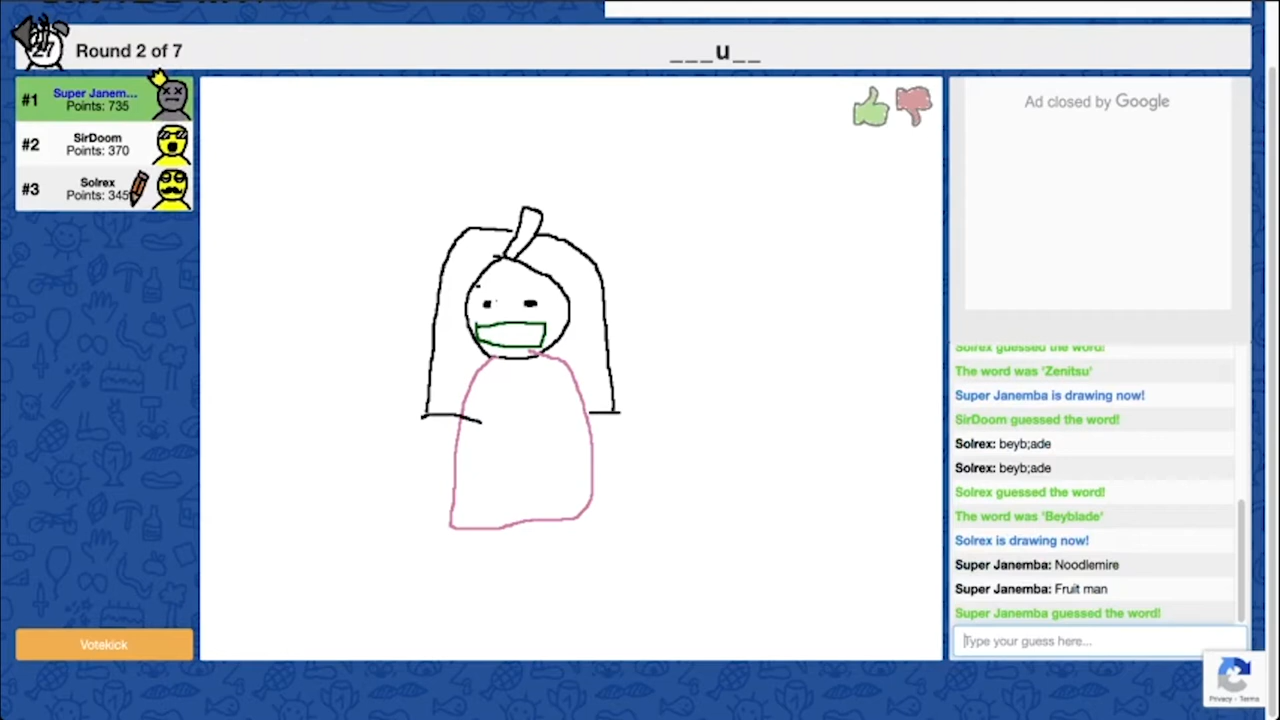 27
Round 2 of 7
___u__
#1
Super Janem...
Points: 735
#2
SirDoom
Points: 370
#3
Solrex
Points: 345
Votekick
Ad closed by Google
Solrex guessed the word!
The word was 'Zenitsu'
Super Janemba is drawing now!
SirDoom guessed the word!
Solrex: beyb;ade
Solrex: beyb;ade
Solrex guessed the word!
The word was 'Beyblade'
Solrex is drawing now!
Super Janemba: Noodlemire
Super Janemba: Fruit man
Super Janemba guessed the word!
Type your guess here...
Privacy - Terms